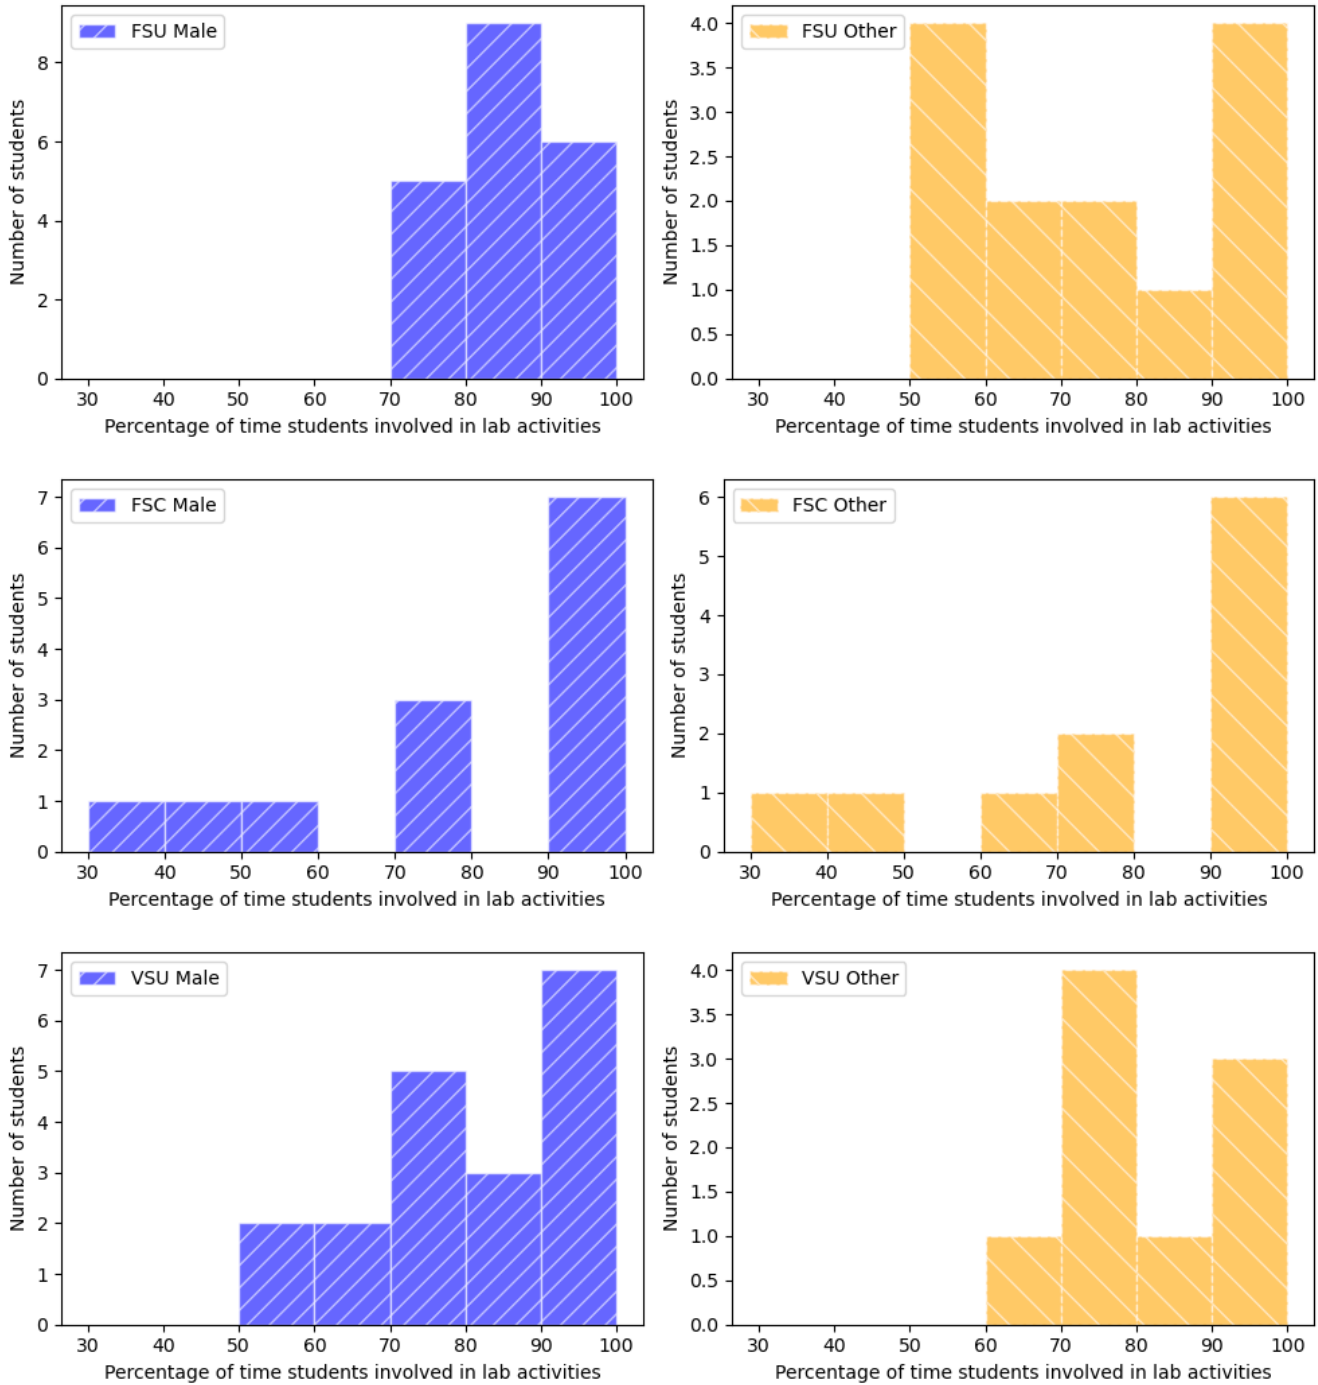 FSU Male
8
6
4
2
0
30 40 50 60 70 80 90 100
Number of students
Percentage of time students involved in lab activities
FSU Other
4.0
3.5
3.0
2.5
2.0
1.5
1.0
0.5
0.0
30 40 50 60 70 80 90 100
Number of students
Percentage of time students involved in lab activities
FSC Male
7
6
5
4
3
2
1
0
30 40 50 60 70 80 90 100
Number of students
Percentage of time students involved in lab activities
FSC Other
6
5
4
3
2
1
0
30 40 50 60 70 80 90 100
Number of students
Percentage of time students involved in lab activities
VSU Male
7
6
5
4
3
2
1
0
30 40 50 60 70 80 90 100
Number of students
Percentage of time students involved in lab activities
VSU Other
4.0
3.5
3.0
2.5
2.0
1.5
1.0
0.5
0.0
30 40 50 60 70 80 90 100
Number of students
Percentage of time students involved in lab activities